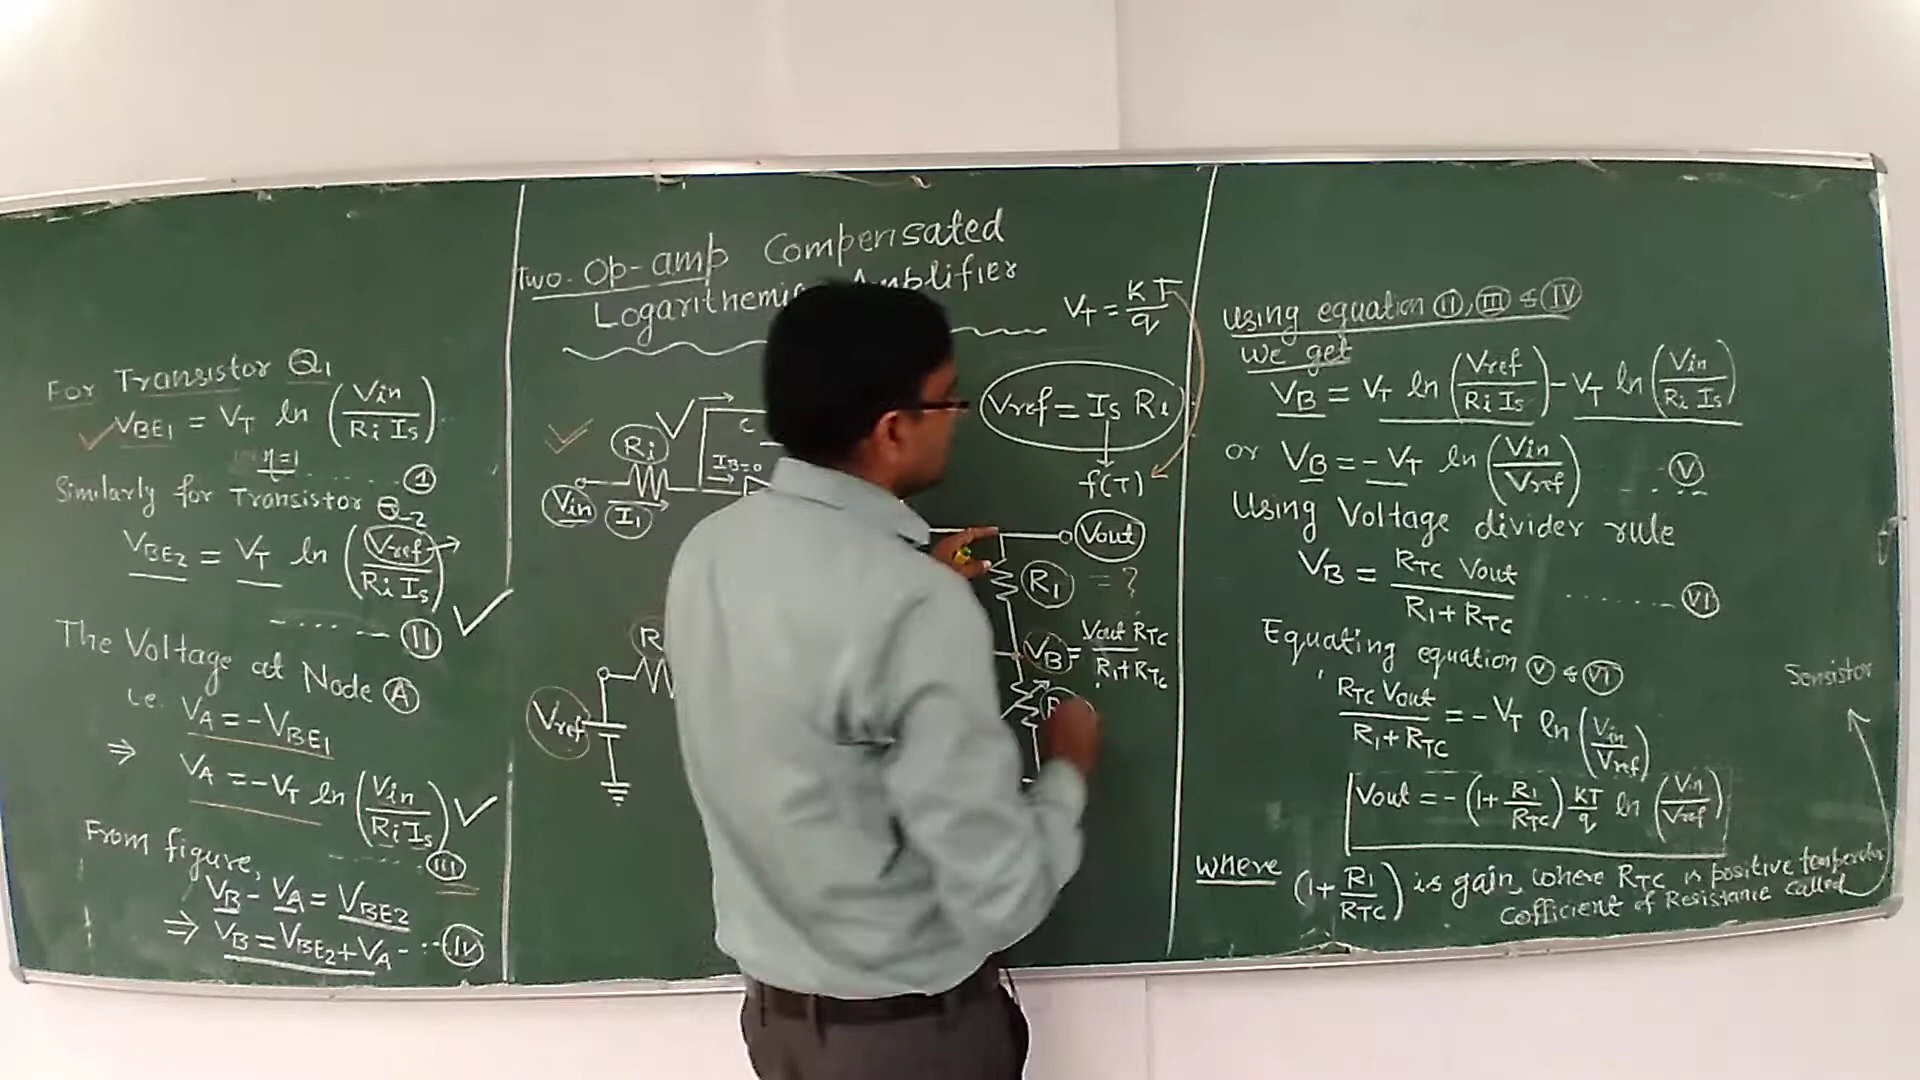 For Transistor Q1
VBE1 = VT ln (Vin / Ri Is)
η=1
........ (1)
Similarly for Transistor Q2
VBE2 = VT ln (Vref / Ri Is)
------- (II)
The Voltage at Node (A)
i.e. VA = -VBE1
⇒ VA = -VT ln (Vin / Ri Is)
........ (III)
From figure,
VB - VA = VBE2
⇒ VB = VBE2 + VA - -- (IV)
Two-Op-amp Compensated
Amplifier
VT = KT / q
Vref = Is Ri
f(T)
Ri
C
IB=0
Vin
I1
Vout
R1 = ?
VB = Vout RTC / R1 + RTC
R
Vref
Using equation (II), (III) & (IV)
We get
VB = VT ln (Vref / Ri Is) - VT ln (Vin / Ri Is)
or VB = -VT ln (Vin / Vref) ----- (V)
Using Voltage divider rule
VB = RTC Vout / R1 + RTC ........ (VI)
Equating equation (V) & (VI)
RTC Vout / R1 + RTC = -VT ln (Vin / Vref)
Vout = - (1 + R1 / RTC) KT / q ln (Vin / Vref)
where (1 + R1 / RTC) is gain, where RTC is positive temperatur
Cofficient of Resistance called
Sensistor